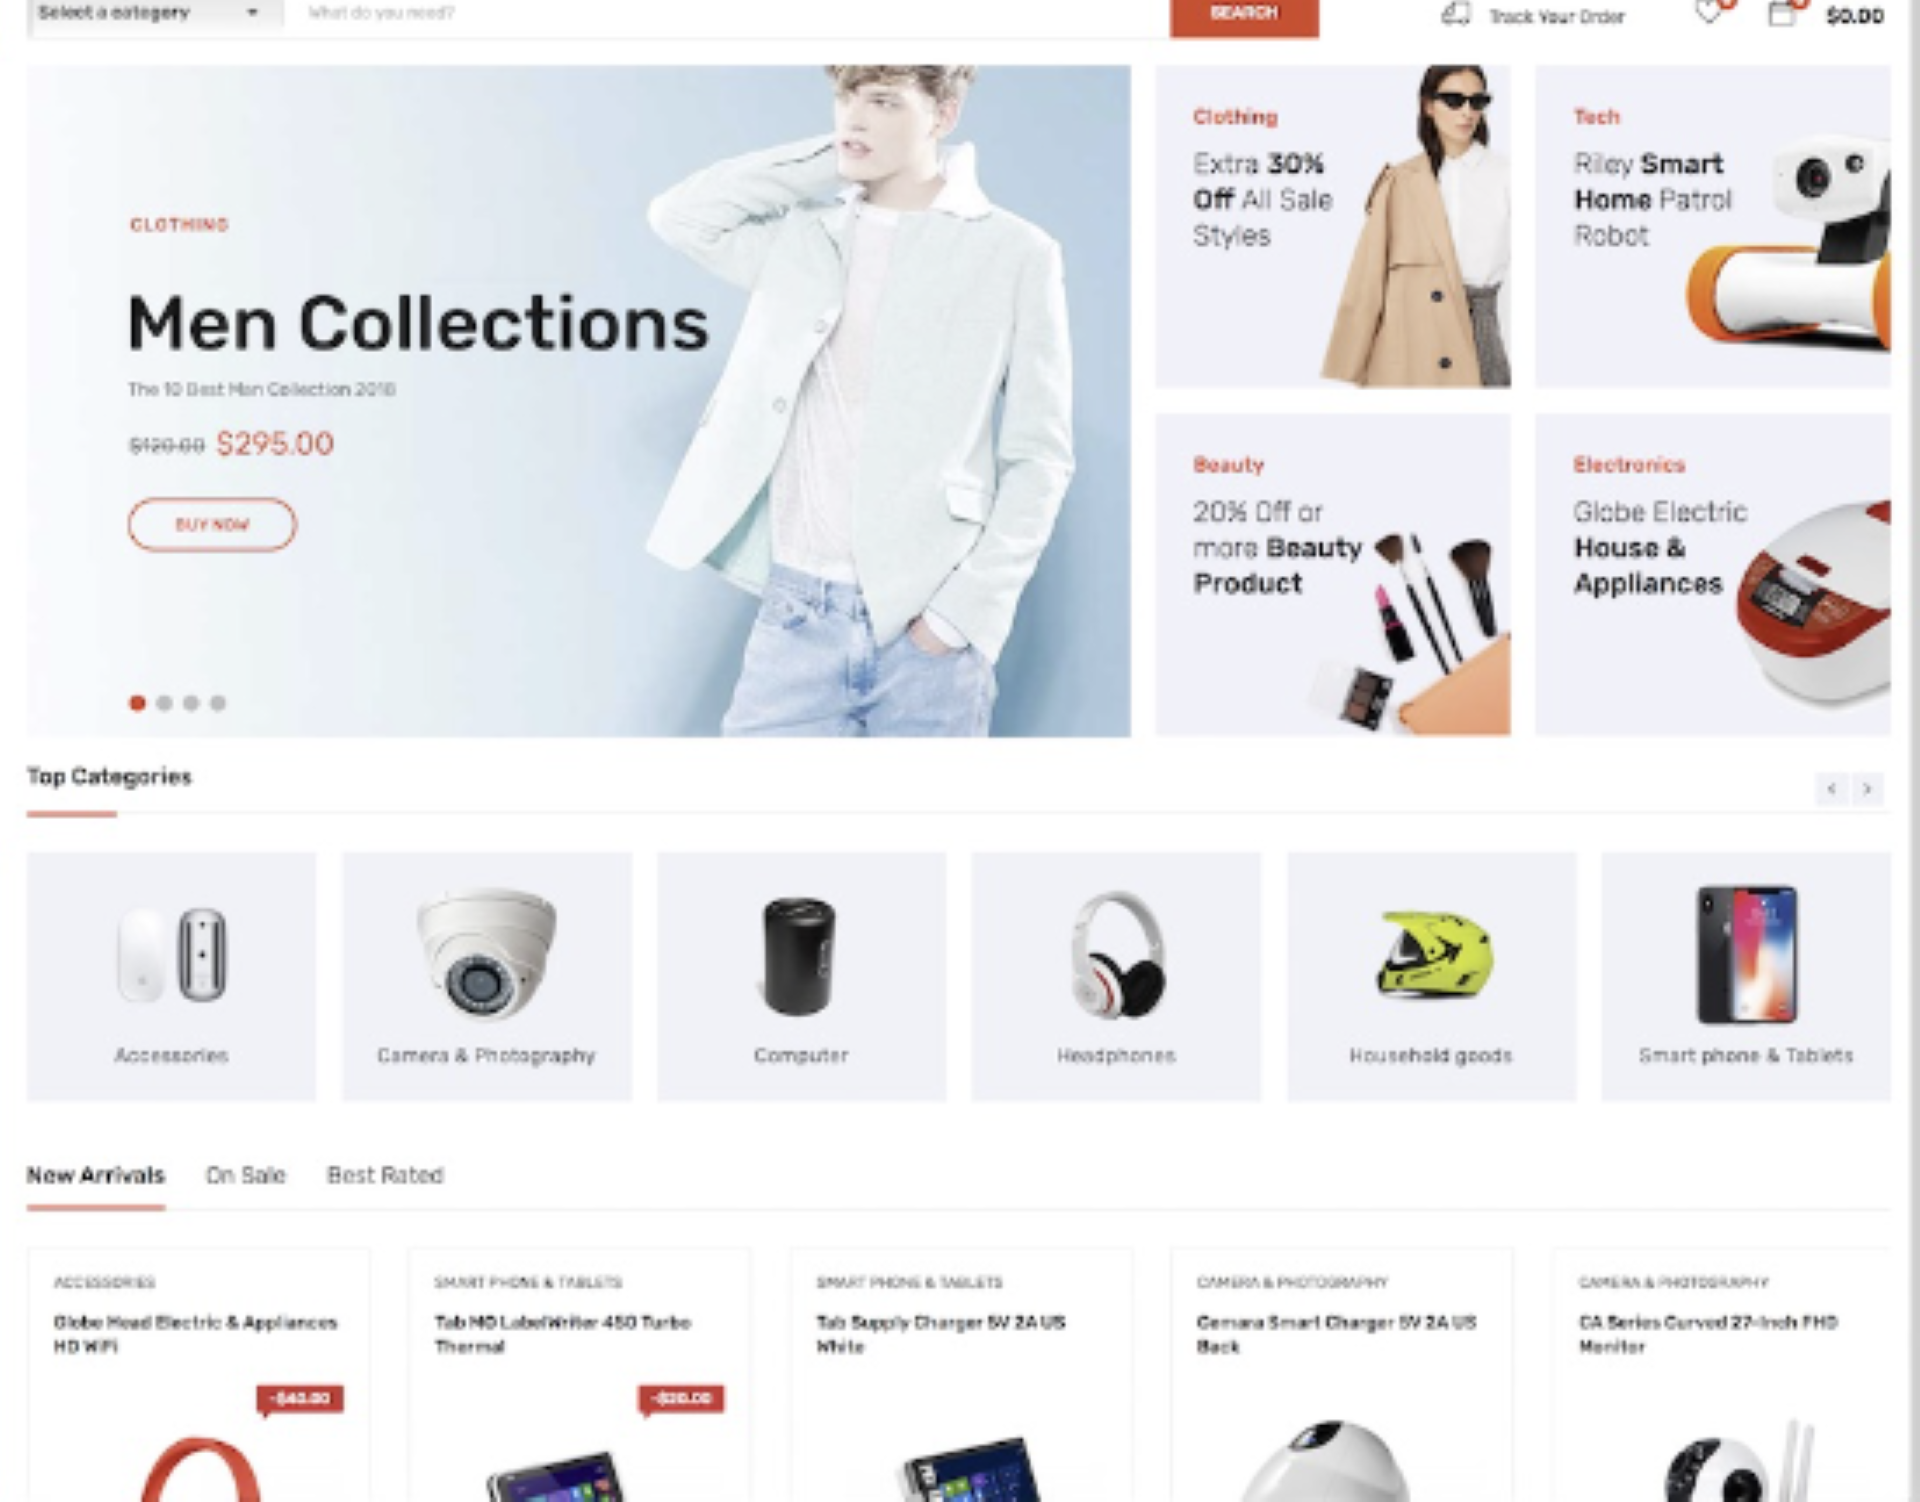 Select a category
What do you need?
SEARCH
Track Your Order
$0.00
CLOTHING
Men Collections
The 10 Best Man Collection 2018
$120.00 $295.00
BUY NOW
Clothing
Extra 30%
Off All Sale
Styles
Tech
Riley Smart
Home Patrol
Robot
Beauty
20% Off or
more Beauty
Product
Electronics
Globe Electric
House &
Appliances
Top Categories
Accessories
Camera & Photography
Computer
Headphones
Household goods
Smart phone & Tablets
New Arrivals
On Sale
Best Rated
ACCESSORIES
Globe Head Electric & Appliances
HD WiFi
-$40.00
SMART PHONE & TABLETS
Tab MO LabelWriter 450 Turbo
Thermal
-$20.00
SMART PHONE & TABLETS
Tab Supply Charger 5V 2A US
White
CAMERA & PHOTOGRAPHY
Camara Smart Charger 5V 2A US
Back
CAMERA & PHOTOGRAPHY
CA Series Curved 27-Inch FHD
Monitor